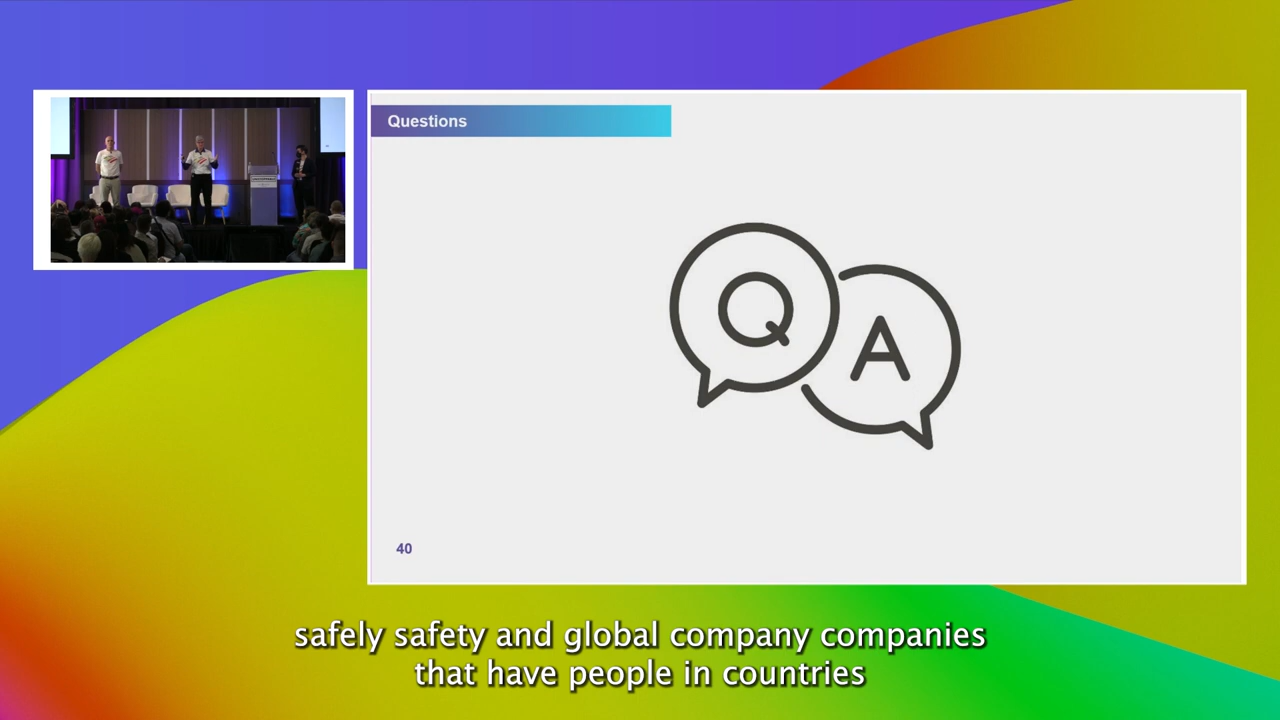 Questions
Q
A
40
safely safety and global company companies
that have people in countries